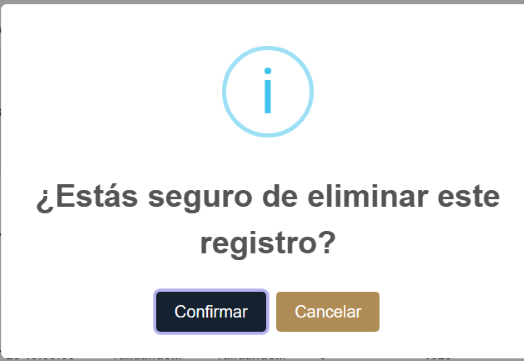 ¿Estás seguro de eliminar este
registro?
Confirmar
Cancelar